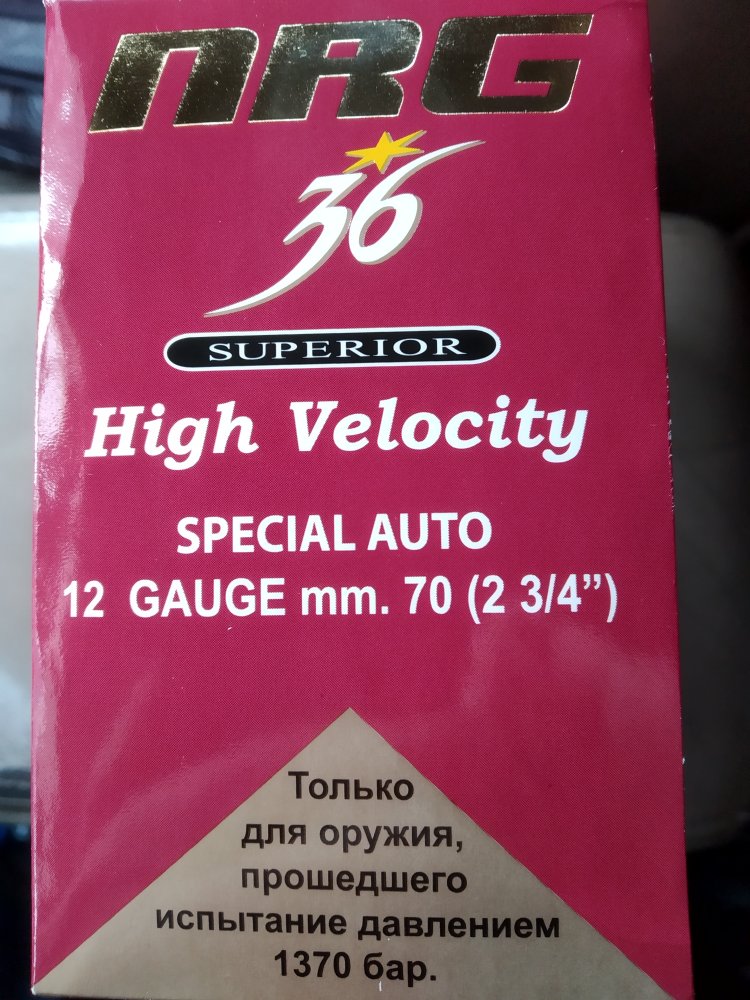 NRG
36
SUPERIOR
High Velocity
SPECIAL AUTO
12 GAUGE mm. 70 (2 3/4”)
Только
для оружия,
прошедшего
испытание давлением
1370 бар.